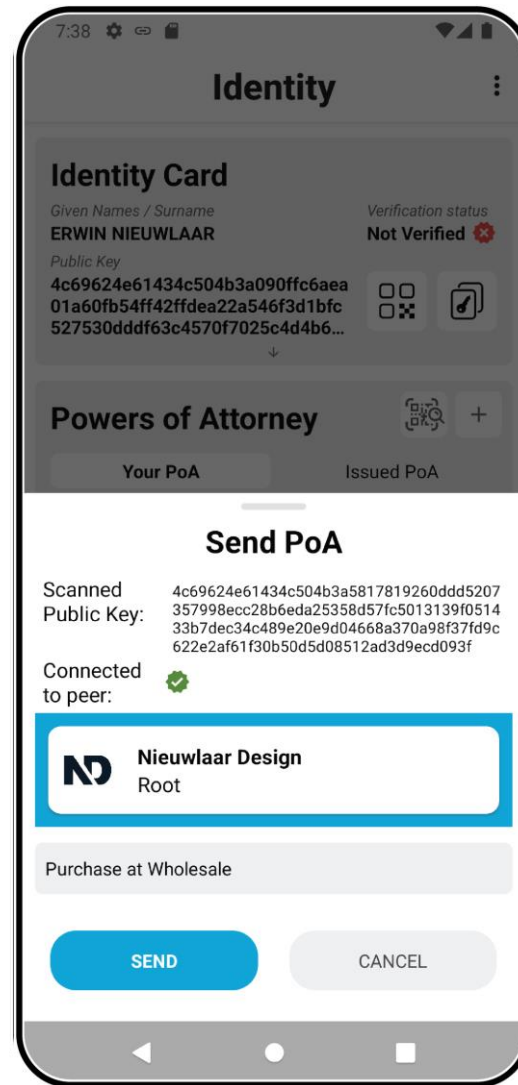 7:38
Identity
Identity Card
Given Names / Surname
Verification status
ERWIN NIEUWLAAR
Not Verified
Public Key
4c69624e61434c504b3a090ffc6aea
01a60fb54ff42ffdea22a546f3d1bfc
527530dddf63c4570f7025c4d4b6...
Powers of Attorney
Your PoA
Issued PoA
Send PoA
Scanned
Public Key:
4c69624e61434c504b3a5817819260ddd5207
357998ecc28b6eda25358d57fc5013139f0514
33b7dec34c489e20e9d04668a370a98f37fd9c
622e2af61f30b50d5d08512ad3d9ecd093f
Connected
to peer:
ND
Nieuwlaar Design
Root
Purchase at Wholesale
SEND
CANCEL